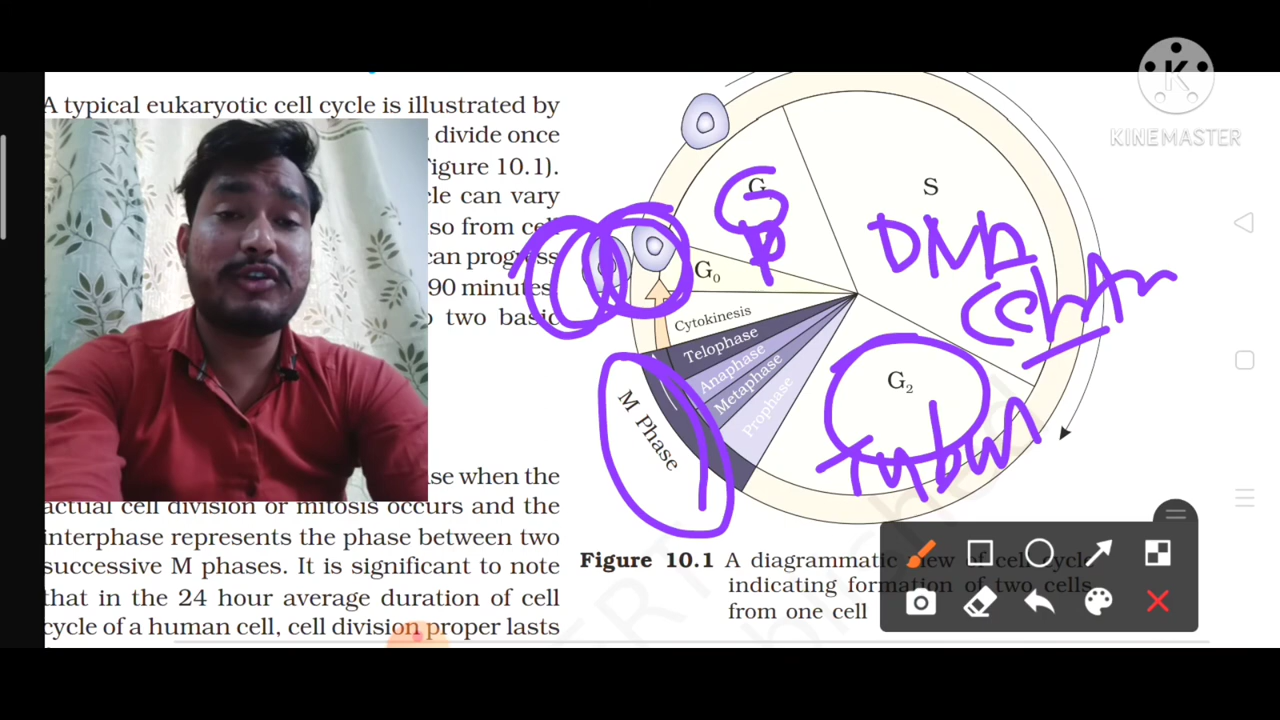 KINEMASTER
A typical eukaryotic cell cycle is illustrated by
divide once
igure 10.1).
cle can vary
so from cell
can progress
90 minutes.
o two basic
se when the
actual cell division or mitosis occurs and the
interphase represents the phase between two
successive M phases. It is significant to note
that in the 24 hour average duration of cell
cycle of a human cell, cell division proper lasts
G
S
DNA
G0
Cytokinesis
Telophase
Anaphase
Metaphase
Prophase
M Phase
G2
Figure 10.1 A diagrammatic view of cell cycle
indicating formation of two cells
from one cell